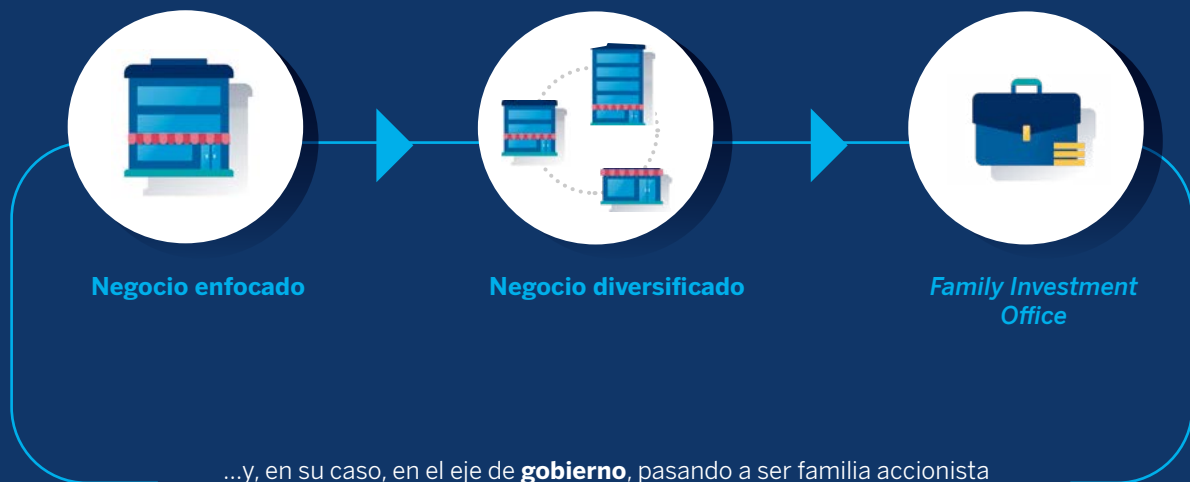 Negocio enfocado
Negocio diversificado
Family Investment
Office
...y, en su caso, en el eje de gobierno, pasando a ser familia accionista